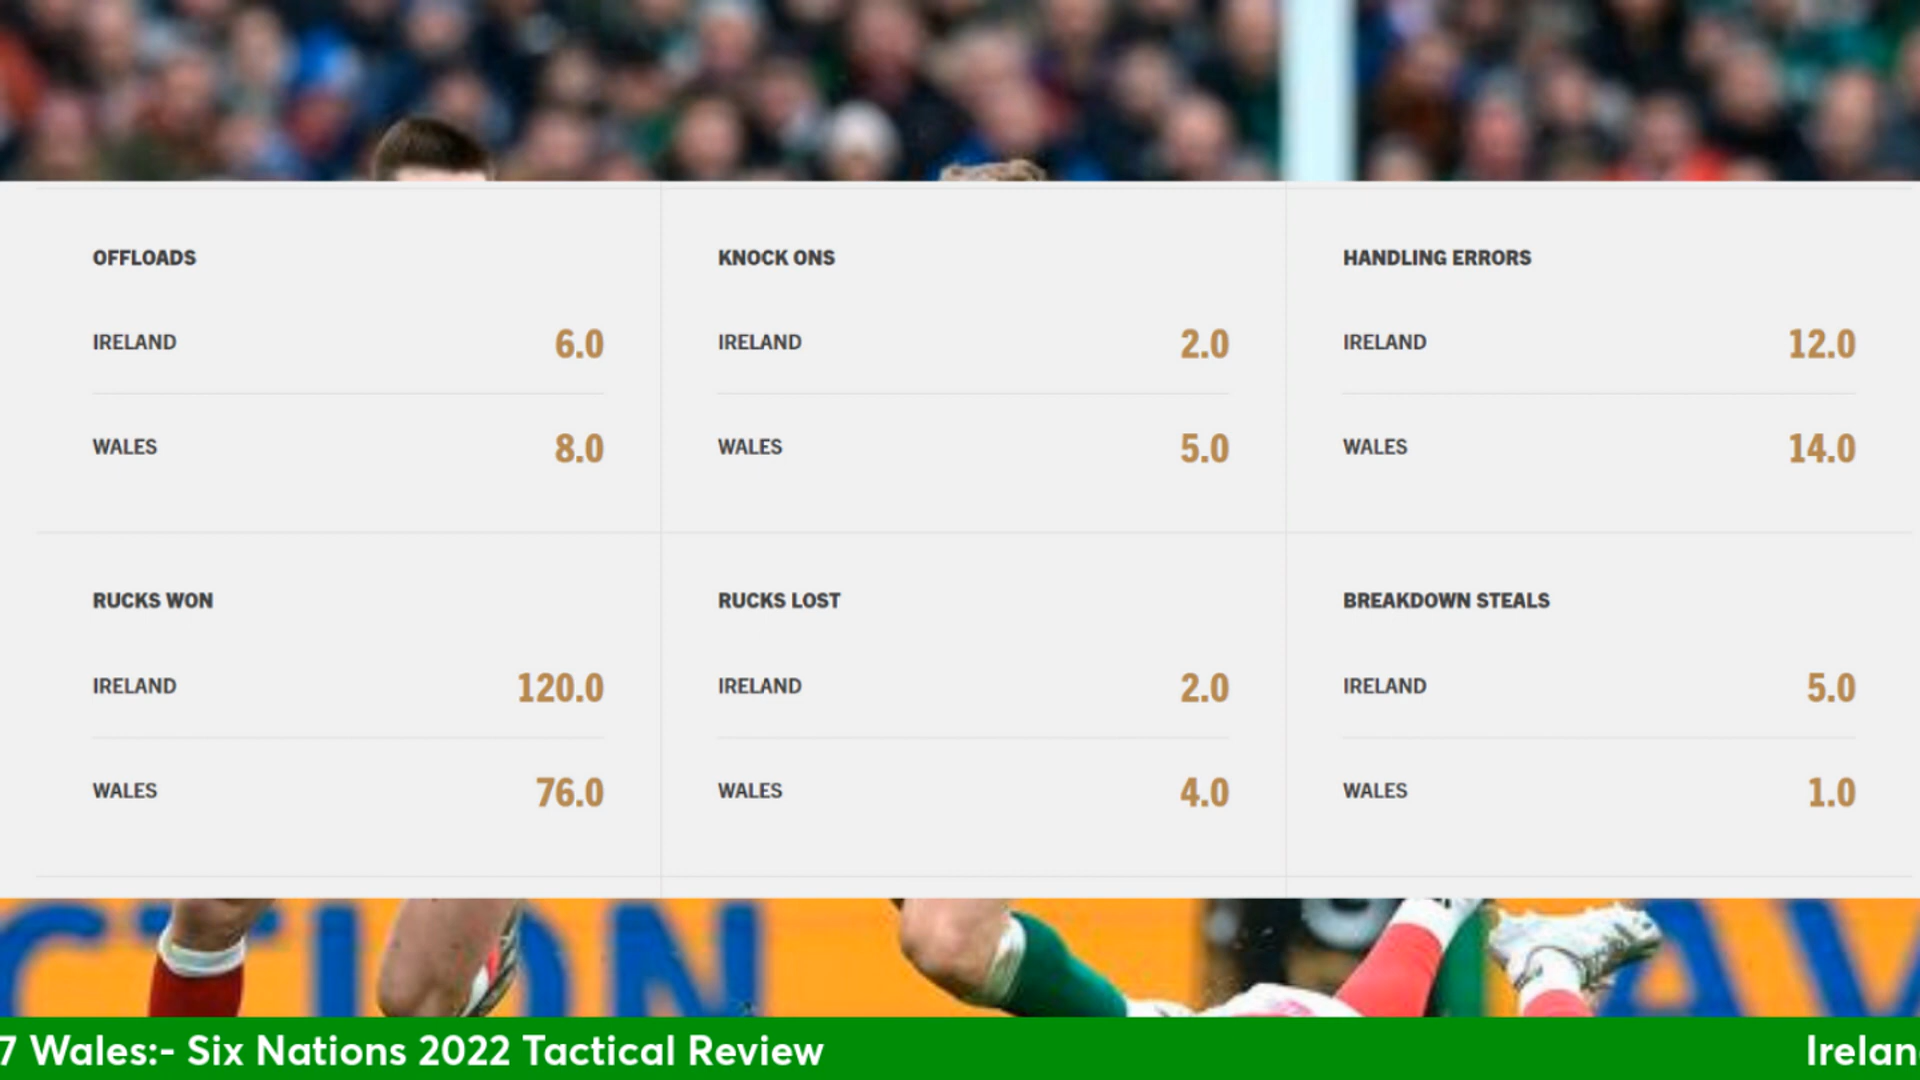 OFFLOADS
IRELAND 6.0
WALES 8.0
KNOCK ONS
IRELAND 2.0
WALES 5.0
HANDLING ERRORS
IRELAND 12.0
WALES 14.0
RUCKS WON
IRELAND 120.0
WALES 76.0
RUCKS LOST
IRELAND 2.0
WALES 4.0
BREAKDOWN STEALS
IRELAND 5.0
WALES 1.0
CTION
AV
7 Wales:- Six Nations 2022 Tactical Review
Irelan